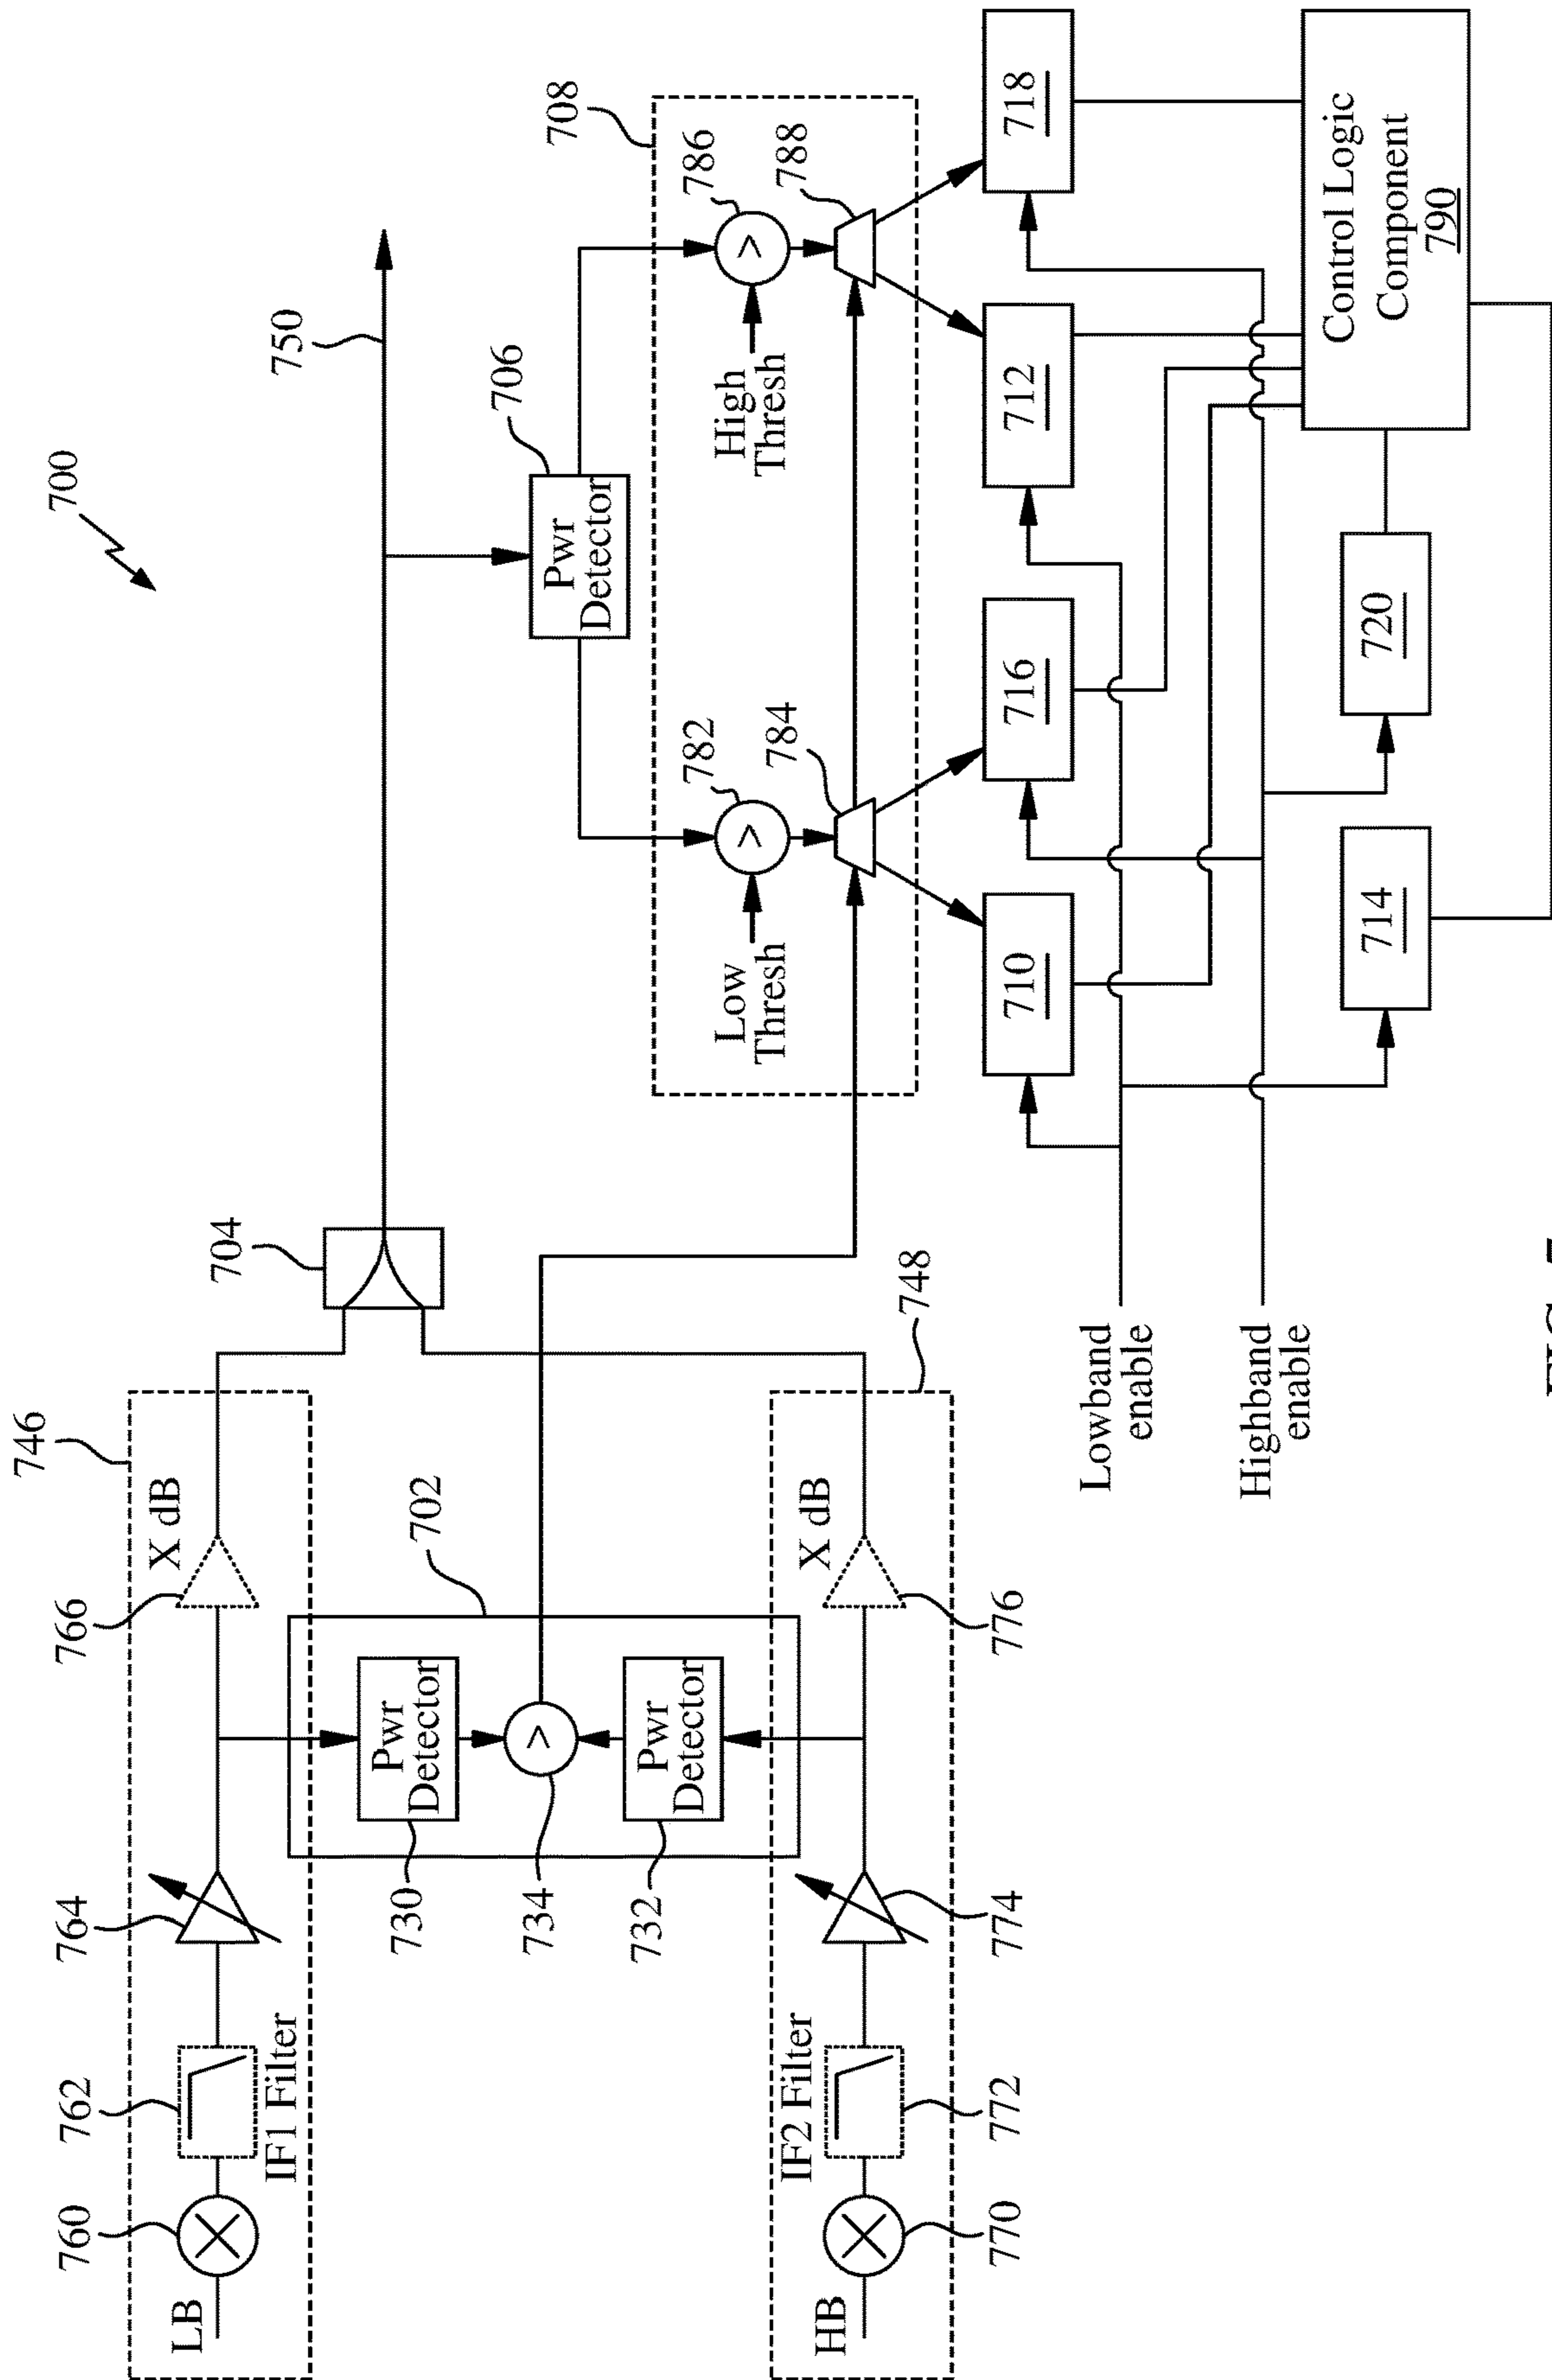 700
746
LB
760
762
IF1 Filter
764
766
X dB
704
750
702
Pwr
Detector
730
>
734
Pwr
Detector
732
748
HB
770
772
IF2 Filter
774
776
X dB
706
Pwr
Detector
708
782
>
Low
Thresh
784
786
>
High
Thresh
788
710
716
712
718
Lowband
enable
Highband
enable
714
720
Control Logic
Component
790